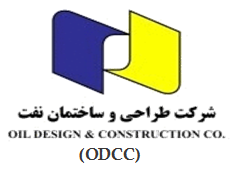 شرکت طراحی و ساختمان نفت
OIL DESIGN & CONSTRUCTION CO.
(ODCC)